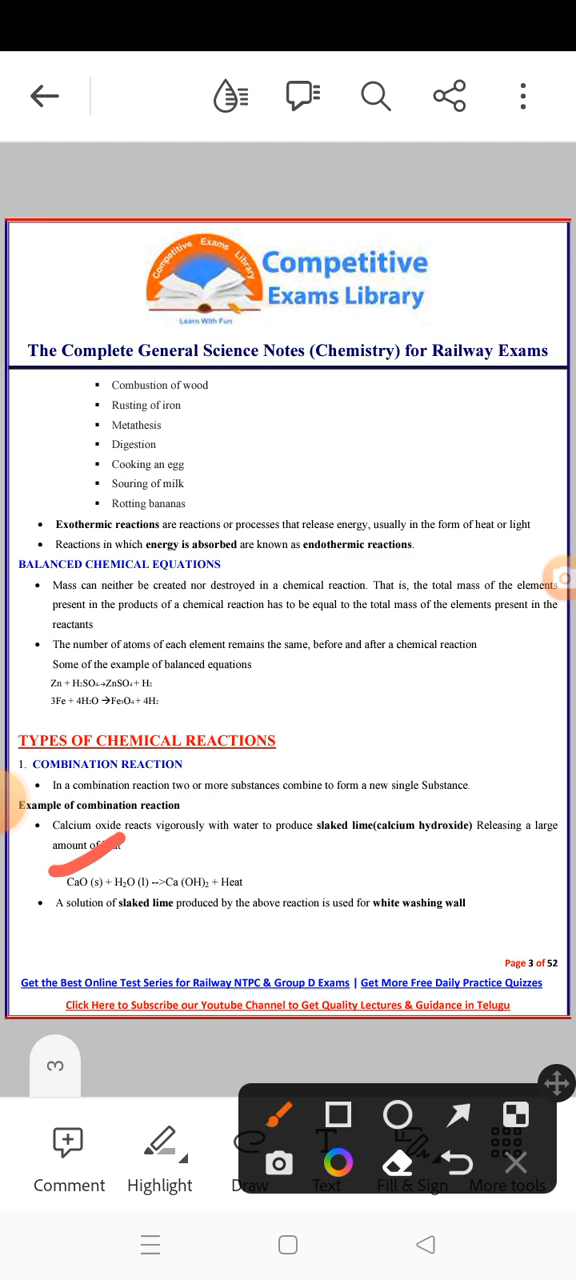 Competitive Exams Library
Competitive
Exams Library
Learn With Fun
The Complete General Science Notes (Chemistry) for Railway Exams
▪ Combustion of wood
▪ Rusting of iron
▪ Metathesis
▪ Digestion
▪ Cooking an egg
▪ Souring of milk
▪ Rotting bananas
• Exothermic reactions are reactions or processes that release energy, usually in the form of heat or light
• Reactions in which energy is absorbed are known as endothermic reactions.
BALANCED CHEMICAL EQUATIONS
• Mass can neither be created nor destroyed in a chemical reaction. That is, the total mass of the elements
present in the products of a chemical reaction has to be equal to the total mass of the elements present in the
reactants
• The number of atoms of each element remains the same, before and after a chemical reaction
Some of the example of balanced equations
Zn + H₂SO₄→ZnSO₄ + H₂
3Fe + 4H₂O →Fe₃O₄ + 4H₂
TYPES OF CHEMICAL REACTIONS
1. COMBINATION REACTION
• In a combination reaction two or more substances combine to form a new single Substance.
Example of combination reaction
• Calcium oxide reacts vigorously with water to produce slaked lime(calcium hydroxide) Releasing a large
amount of
CaO (s) + H₂O (l) -->Ca (OH)₂ + Heat
• A solution of slaked lime produced by the above reaction is used for white washing wall
Page 3 of 52
Get the Best Online Test Series for Railway NTPC & Group D Exams | Get More Free Daily Practice Quizzes
Click Here to Subscribe our Youtube Channel to Get Quality Lectures & Guidance in Telugu
3
Comment Highlight Draw Text Fill & Sign More tools